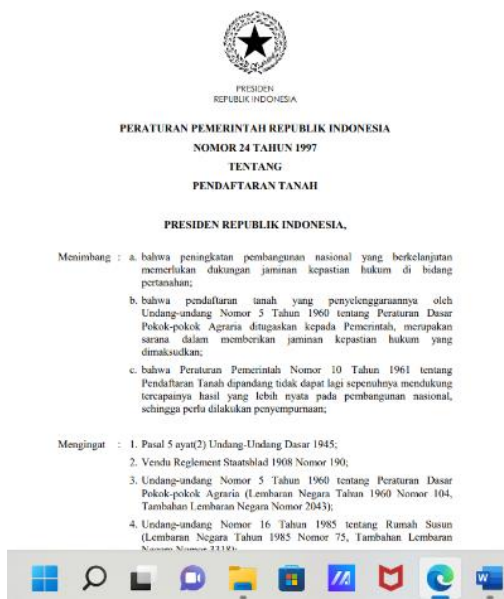 PRESIDEN
REPUBLIK INDONESIA
PERATURAN PEMERINTAH REPUBLIK INDONESIA
NOMOR 24 TAHUN 1997
TENTANG
PENDAFTARAN TANAH
PRESIDEN REPUBLIK INDONESIA,
Menimbang : a. bahwa peningkatan pembangunan nasional yang berkelanjutan
memerlukan dukungan jaminan kepastian hukum di bidang
pertanahan;
b. bahwa pendaftaran tanah yang penyelenggaraannya oleh
Undang-undang Nomor 5 Tahun 1960 tentang Peraturan Dasar
Pokok-pokok Agraria ditugaskan kepada Pemerintah, merupakan
sarana dalam memberikan jaminan kepastian hukum yang
dimaksudkan;
c. bahwa Peraturan Pemerintah Nomor 10 Tahun 1961 tentang
Pendaftaran Tanah dipandang tidak dapat lagi sepenuhnya mendukung
tercapainya hasil yang lebih nyata pada pembangunan nasional,
sehingga perlu dilakukan penyempurnaan;
Mengingat : 1. Pasal 5 ayat(2) Undang-Undang Dasar 1945;
2. Vendu Reglement Staatsblad 1908 Nomor 190;
3. Undang-undang Nomor 5 Tahun 1960 tentang Peraturan Dasar
Pokok-pokok Agraria (Lembaran Negara Tahun 1960 Nomor 104,
Tambahan Lembaran Negara Nomor 2043);
4. Undang-undang Nomor 16 Tahun 1985 tentang Rumah Susun
(Lembaran Negara Tahun 1985 Nomor 75, Tambahan Lembaran
Negara Nomor 3318);
W